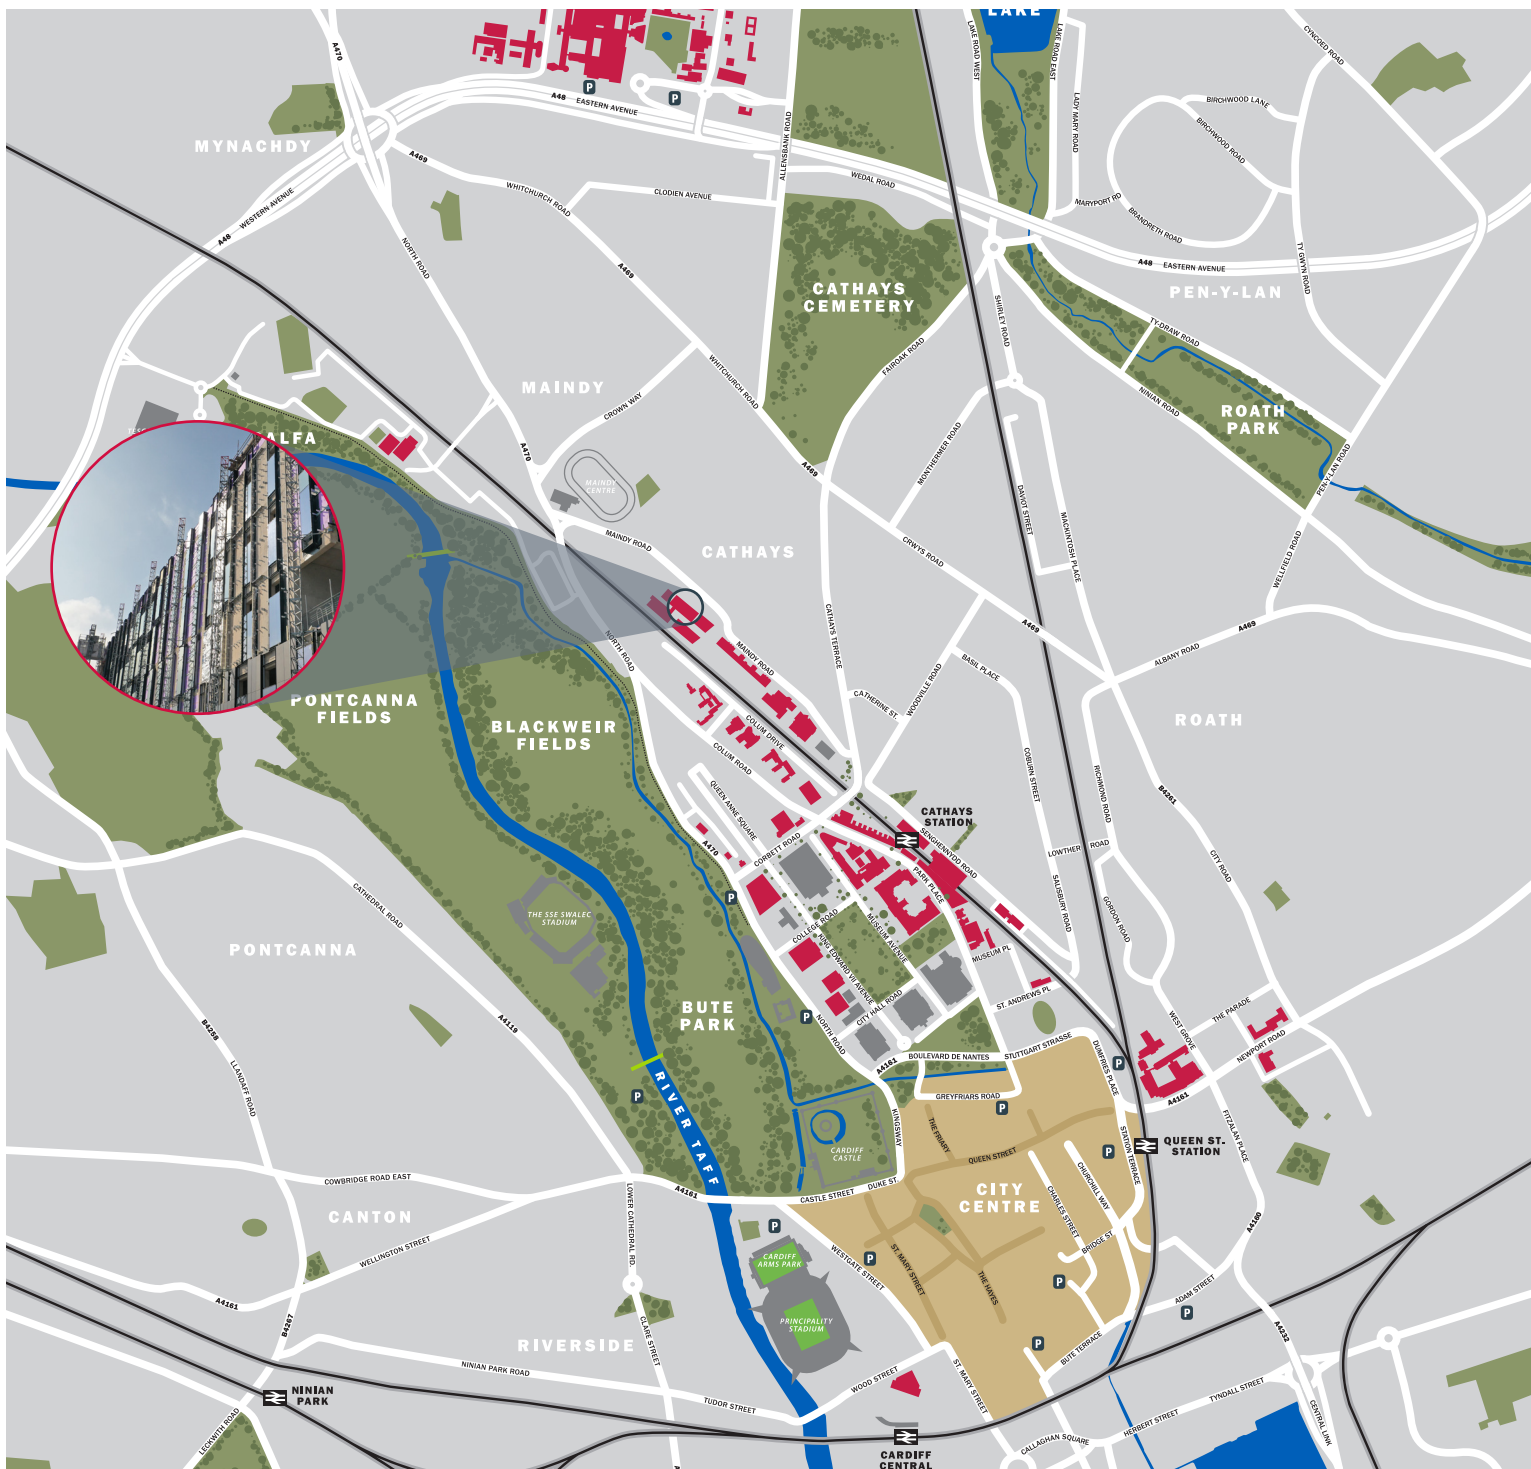 LAKE
CYNCOED ROAD
A470
LAKE ROAD WEST
LAKE ROAD EAST
P
P
A48
EASTERN AVENUE
LADY MARY ROAD
BIRCHWOOD LANE
BIRCHWOOD ROAD
ALLENSBANK ROAD
MYNACHDY
A469
WHITCHURCH ROAD
CLODIEN AVENUE
WEDAL ROAD
MARYPORT RD
BRANDRETH ROAD
A48
WESTERN AVENUE
NORTH ROAD
A469
CATHAYS
CEMETERY
A48
EASTERN AVENUE
TY GWYN ROAD
PEN-Y-LAN
SHIRLEY ROAD
TY-DRAW ROAD
FAIROAK ROAD
WHITCHURCH ROAD
MAINDY
CROWN WAY
NINIAN ROAD
ROATH
PARK
ALFA
A470
MONTHERMER ROAD
A469
PEN-Y-LAN ROAD
MAINDY
CENTRE
DAVIOT STREET
MACKINTOSH PLACE
MAINDY ROAD
CATHAYS
CRWYS ROAD
WELLFIELD ROAD
CATHAYS TERRACE
A469
A469
ALBANY ROAD
NORTH ROAD
MAINDY ROAD
BASIL PLACE
WOODVILLE ROAD
CATHERINE ST.
PONTCANNA
FIELDS
BLACKWEIR
FIELDS
ROATH
COLUM DRIVE
COLUM ROAD
COBURN STREET
RICHMOND ROAD
B4261
QUEEN ANNE SQUARE
CATHAYS
STATION
SENGHENNYDD ROAD
CORBETT ROAD
A470
LOWTHER ROAD
CITY ROAD
PARK PLACE
SALISBURY ROAD
GORDON ROAD
CATHEDRAL ROAD
P
THE SSE SWALEC
STADIUM
COLLEGE ROAD
MUSEUM AVENUE
KING EDWARD VII AVENUE
MUSEUM PL
PONTCANNA
CITY HALL ROAD
ST. ANDREWS PL
BUTE
PARK
P
NORTH ROAD
A4119
B4268
WEST GROVE
THE PARADE
NEWPORT ROAD
A4161
BOULEVARD DE NANTES
STUTTGART STRASSE
DUMFRIES PLACE
P
LLANDAFF ROAD
P
RIVER TAFF
GREYFRIARS ROAD
P
A4161
KINGSWAY
THE FRIARY
FITZALAN PLACE
STATION TERRACE
CARDIFF
CASTLE
QUEEN STREET
P
QUEEN ST.
STATION
COWBRIDGE ROAD EAST
A4161
CASTLE STREET
DUKE ST.
CITY
CENTRE
CHURCHILL WAY
CHARLES STREET
CANTON
LOWER CATHEDRAL RD.
P
A4160
WELLINGTON STREET
CARDIFF
ARMS PARK
WESTGATE STREET
P
ST. MARY STREET
BRIDGE ST
THE HAYES
P
ADAM STREET
P
A4161
B4267
PRINCIPALITY
STADIUM
RIVERSIDE
CLARE STREET
P
BUTE TERRACE
A4232
NINIAN PARK ROAD
WOOD STREET
ST. MARY STREET
NINIAN
PARK
TUDOR STREET
TYNDALL STREET
HERBERT STREET
CENTRAL LINK
LECKWITH ROAD
CALLAGHAN SQUARE
CARDIFF
CENTRAL